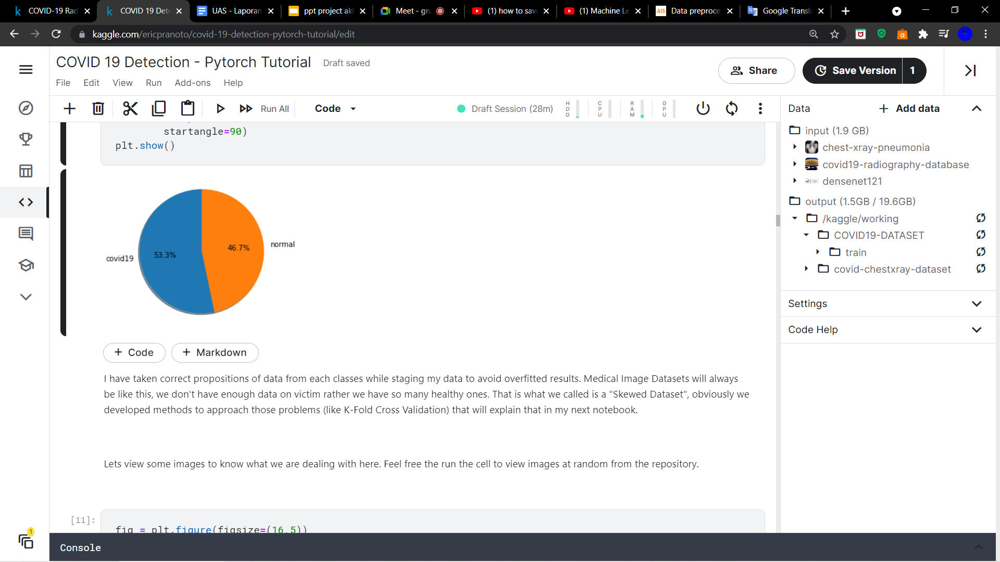 COVID-19 Rad
COVID 19 Dete
UAS - Laporan
ppt project ak
Meet - gn
(1) how to sav
(1) Machine Le
AIS Data preproce
Google Transl
kaggle.com/ericpranoto/covid-19-detection-pytorch-tutorial/edit
COVID 19 Detection - Pytorch Tutorial
Draft saved
Share
Save Version
1
File
Edit
View
Run
Add-ons
Help
Run All
Code
Draft Session (28m)
HDD
CPU
RAM
GPU
Data
+ Add data
startangle=90)
plt.show()
input (1.9 GB)
chest-xray-pneumonia
covid19-radiography-database
densenet121
output (1.5GB / 19.6GB)
/kaggle/working
COVID19-DATASET
train
covid-chestxray-dataset
Settings
Code Help
covid19
53.3%
46.7%
normal
+ Code
+ Markdown
I have taken correct propositions of data from each classes while staging my data to avoid overfitted results. Medical Image Datasets will always
be like this, we don't have enough data on victim rather we have so many healthy ones. That is what we called is a "Skewed Dataset", obviously we
developed methods to approach those problems (like K-Fold Cross Validation) that will explain that in my next notebook.
Lets view some images to know what we are dealing with here. Feel free the run the cell to view images at random from the repository.
[11]:
fig = plt.figure(figsize=(16,5))
1
Console